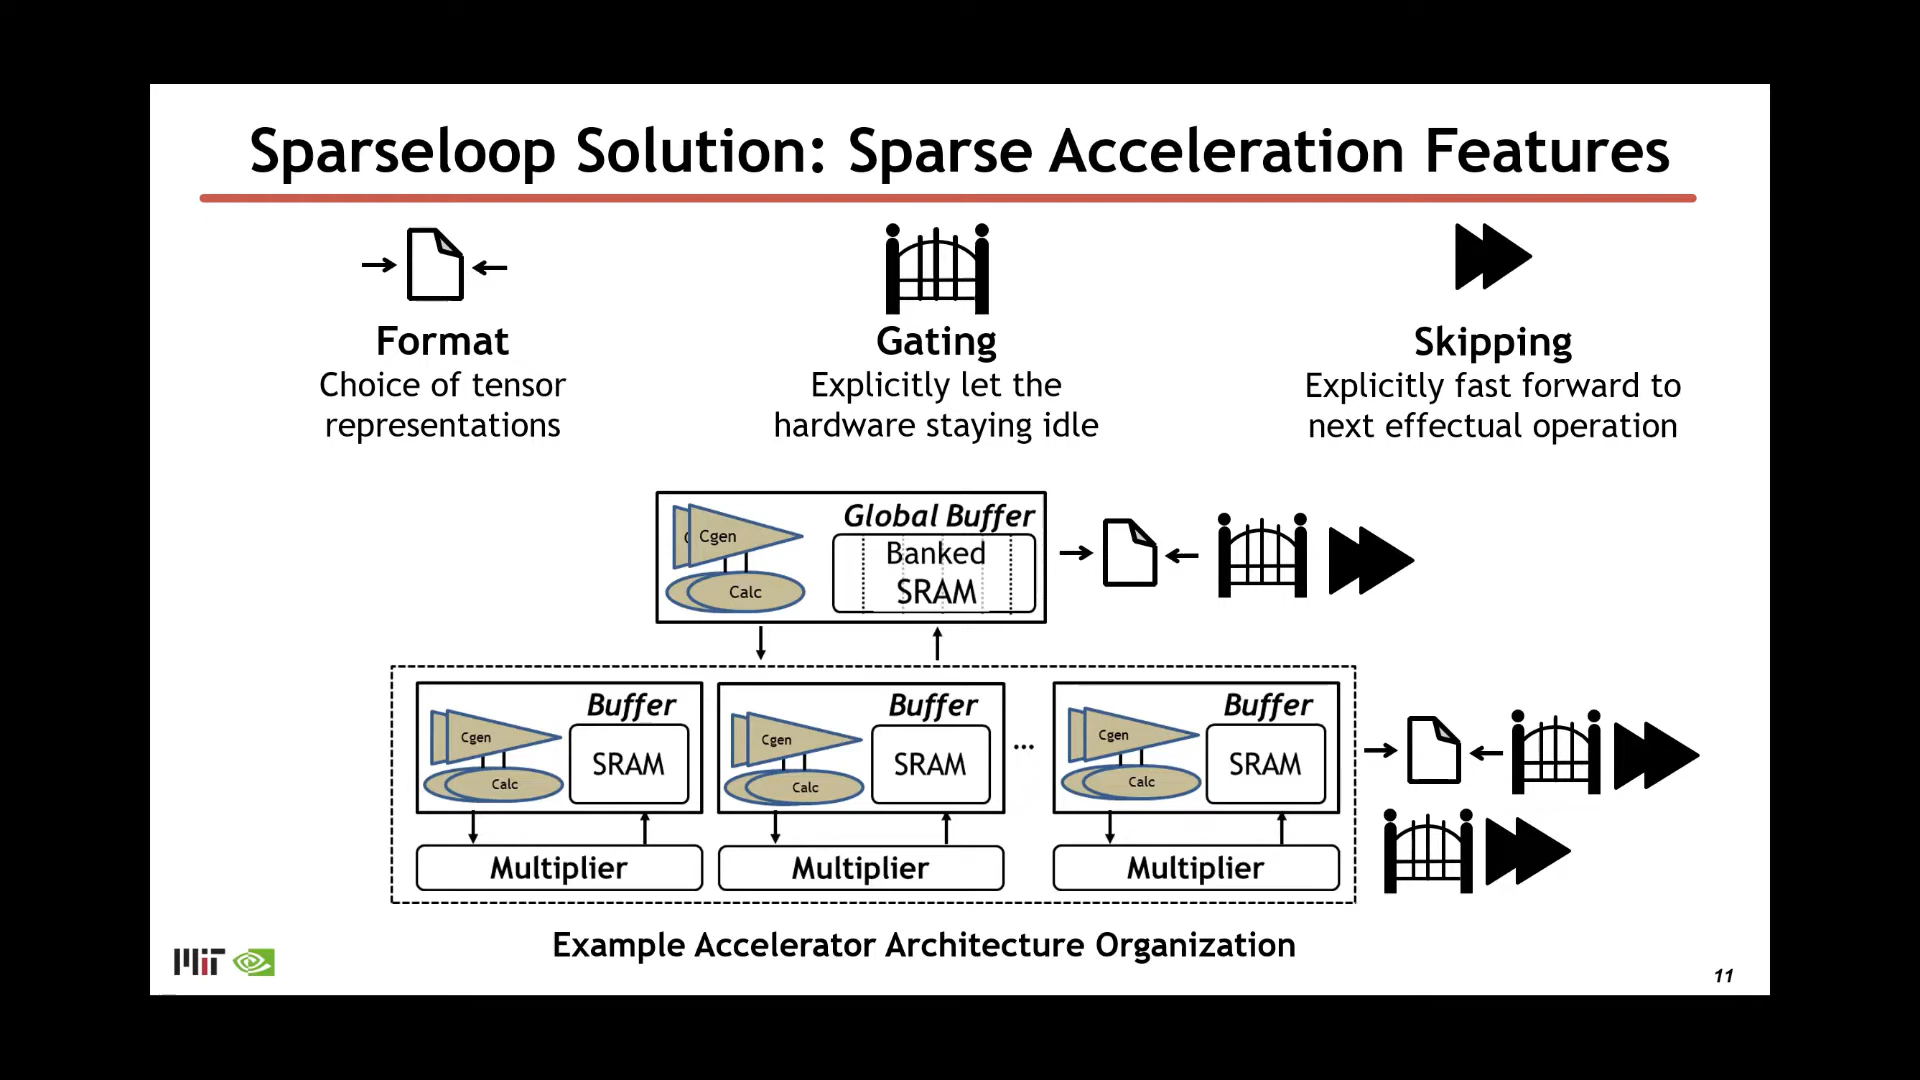 Sparseloop Solution: Sparse Acceleration Features
Format
Choice of tensor
representations
Gating
Explicitly let the
hardware staying idle
Skipping
Explicitly fast forward to
next effectual operation
Global Buffer
Cgen
Calc
Banked
SRAM
Buffer
Cgen
Calc
SRAM
Multiplier
Buffer
Cgen
Calc
SRAM
Multiplier
...
Buffer
Cgen
Calc
SRAM
Multiplier
Example Accelerator Architecture Organization
MIT
11